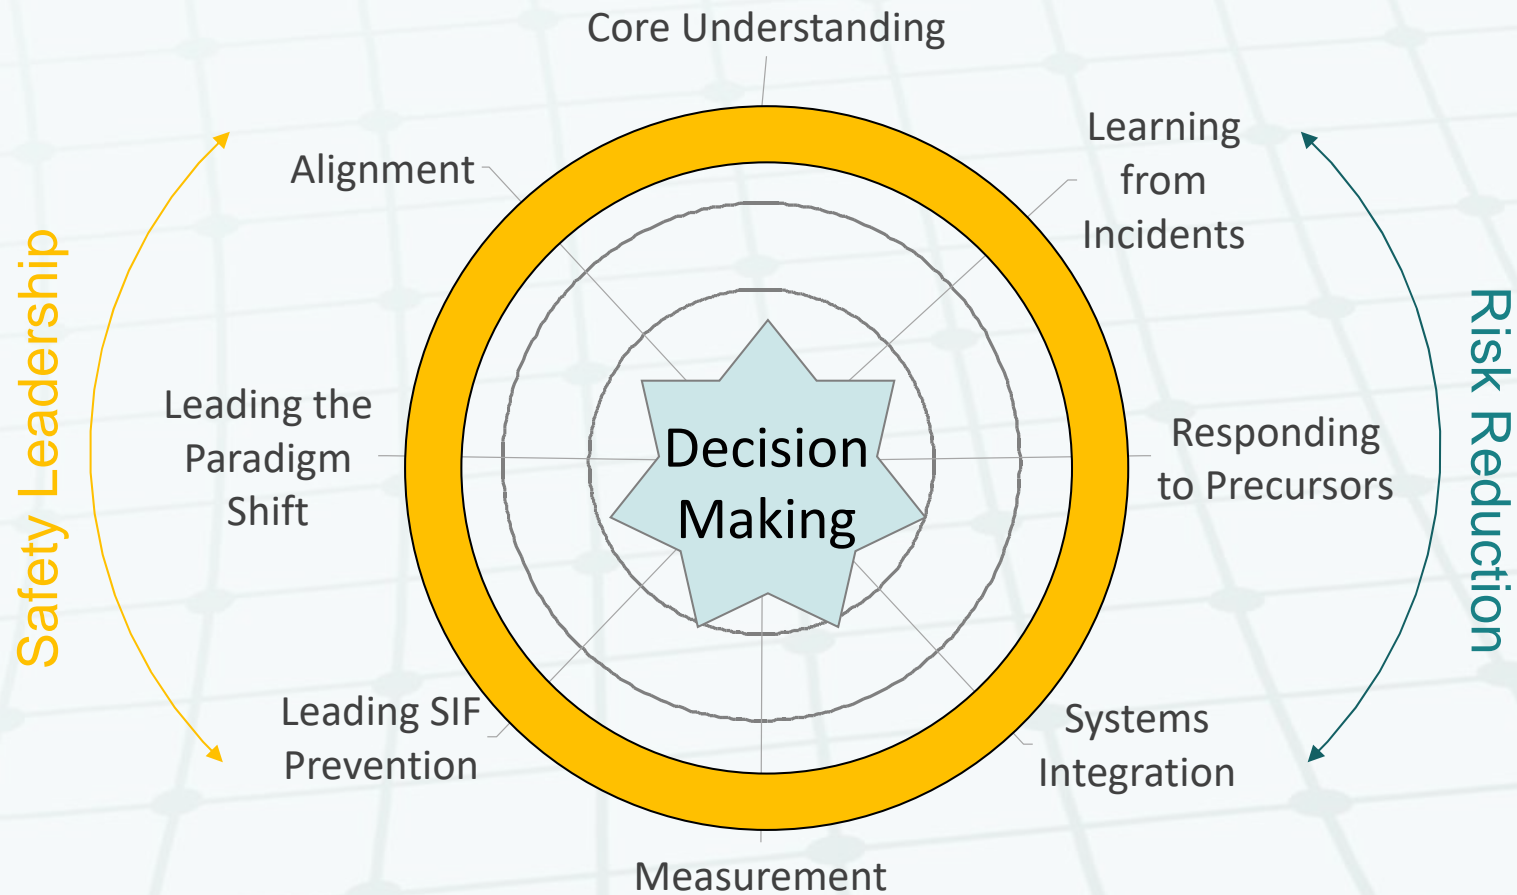 Core Understanding
Learning
from
Incidents
Alignment
Safety Leadership
Risk Reduction
Leading the
Paradigm
Shift
Decision
Making
Responding
to Precursors
Leading SIF
Prevention
Systems
Integration
Measurement